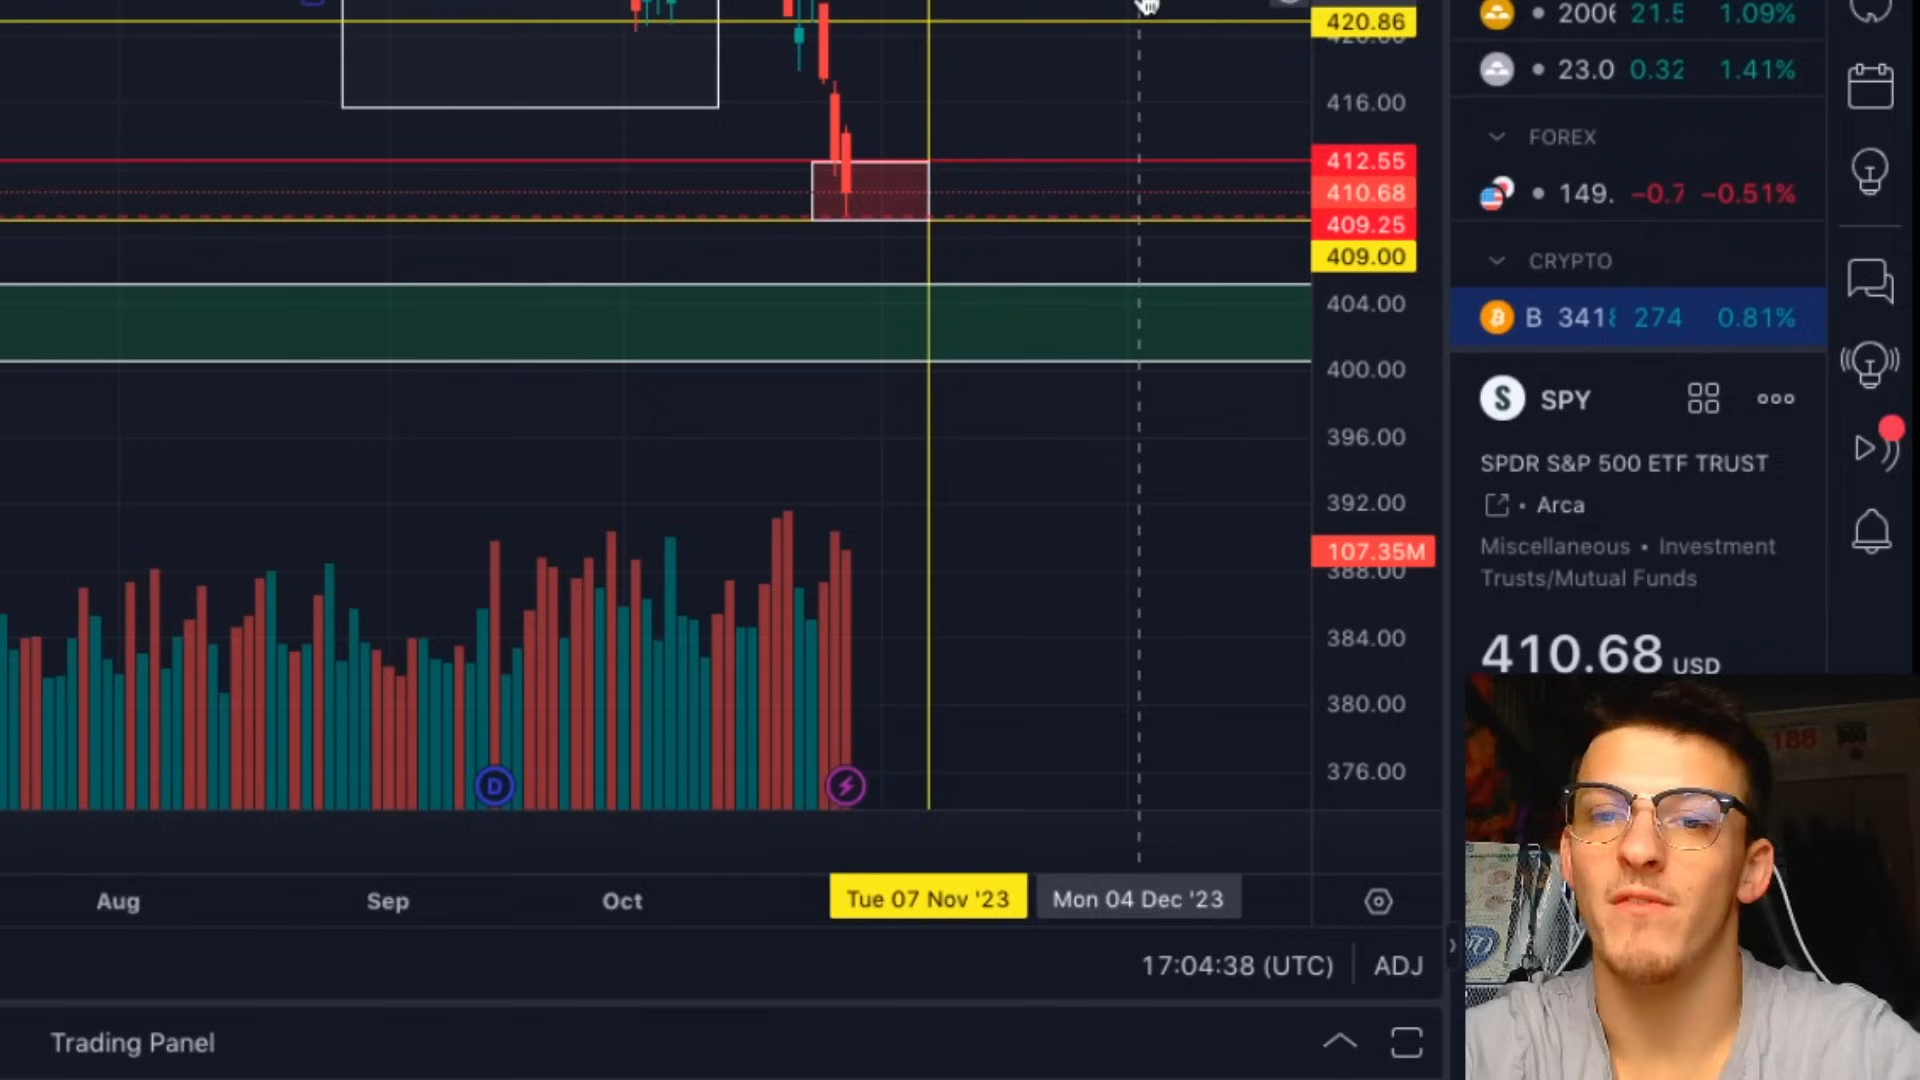 420.86
416.00
412.55
410.68
409.25
409.00
404.00
400.00
396.00
392.00
107.35M
388.00
384.00
380.00
376.00
D
Aug
Sep
Oct
Tue 07 Nov '23
Mon 04 Dec '23
17:04:38 (UTC)
ADJ
Trading Panel
21.5 1.09%
23.0 0.32 1.41%
FOREX
149. −0.7 −0.51%
CRYPTO
B 341 274 0.81%
S SPY
SPDR S&P 500 ETF TRUST
• Arca
Miscellaneous • Investment
Trusts/Mutual Funds
410.68 USD
188